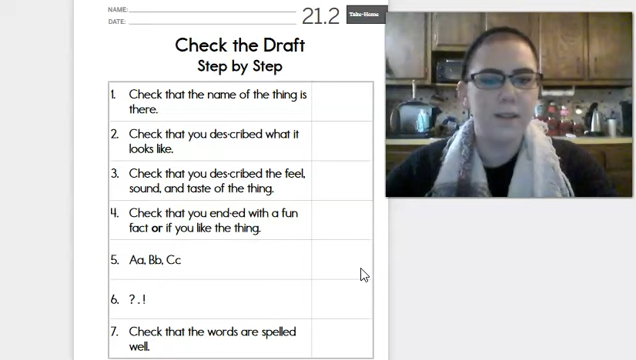 NAME:
DATE:
21.2
Take-Home
Check the Draft
Step by Step
1. Check that the name of the thing is
there.
2. Check that you des•cribed what it
looks like.
3. Check that you des•cribed the feel,
sound, and taste of the thing.
4. Check that you end•ed with a fun
fact or if you like the thing.
5. Aa, Bb, Cc
6. ? . !
7. Check that the words are spelled
well.